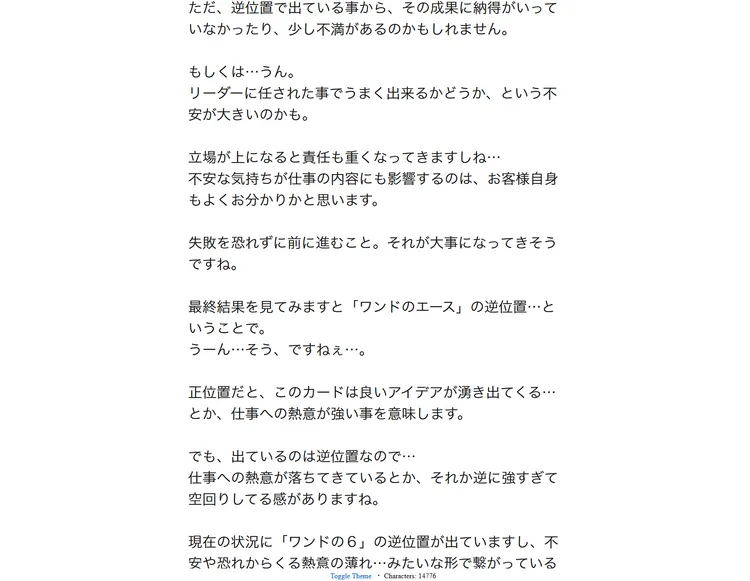 ただ、逆位置で出ている事から、その成果に納得がいって
いなかったり、少し不満があるのかもしれません。
もしくは…うん。
リーダーに任された事でうまく出来るかどうか、という不
安が大きいのかも。
立場が上になると責任も重くなってきますしね…
不安な気持ちが仕事の内容にも影響するのは、お客様自身
もよくお分かりかと思います。
失敗を恐れずに前に進むこと。それが大事になってきそう
ですね。
最終結果を見てみますと「ワンドのエース」の逆位置…と
いうことで。
うーん…そう、ですねぇ…。
正位置だと、このカードは良いアイデアが湧き出てくる…
とか、仕事への熱意が強い事を意味します。
でも、出ているのは逆位置なので…
仕事への熱意が落ちてきているとか、それか逆に強すぎて
空回りしてる感がありますね。
現在の状況に「ワンドの６」の逆位置が出ていますし、不
安や恐れからくる熱意の薄れ…みたいな形で繋がっている
Toggle Theme ・ Characters: 14776